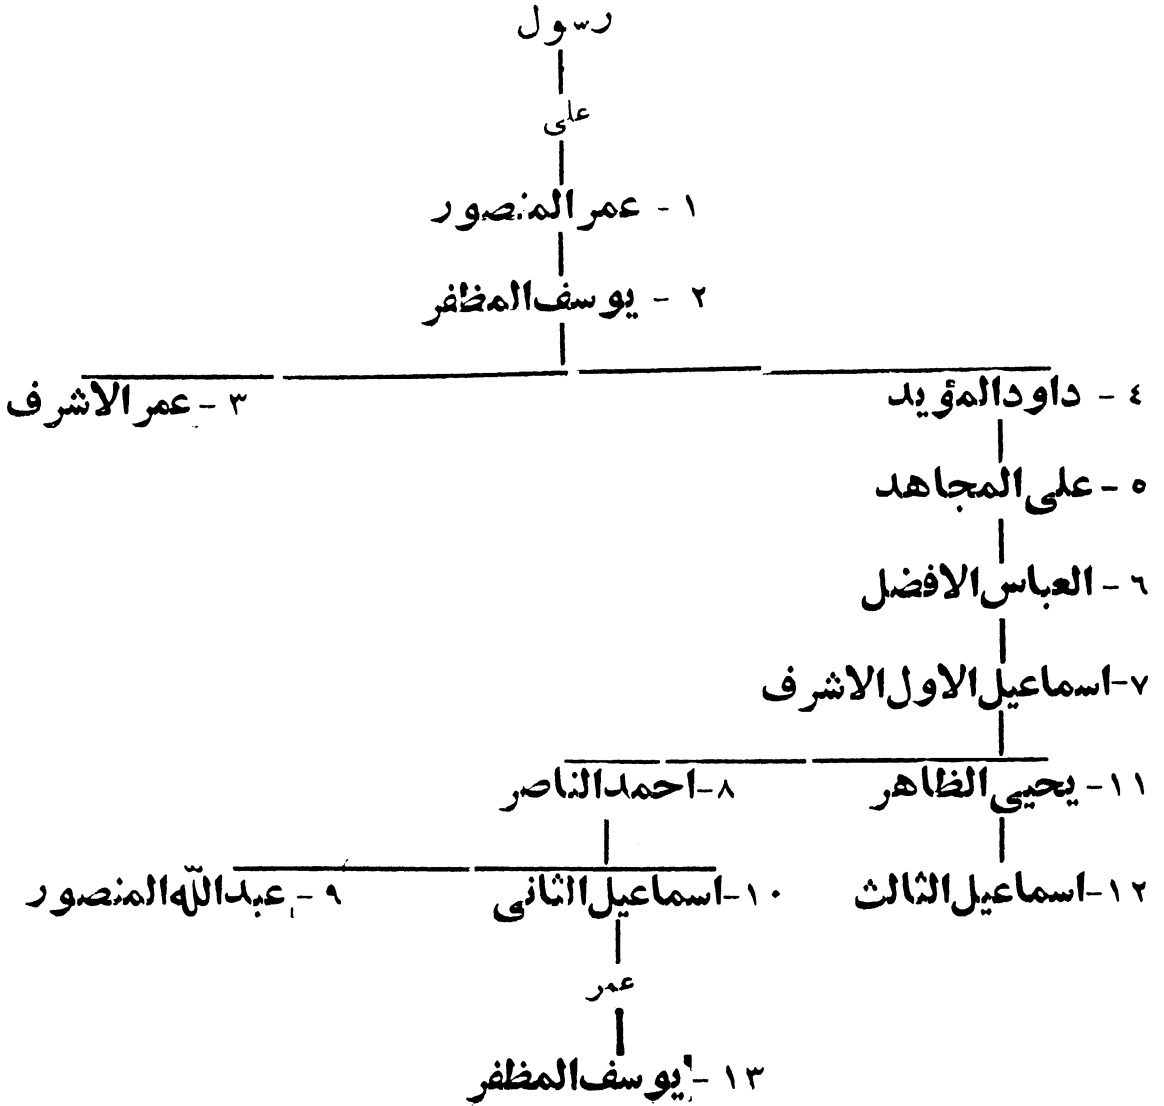 رسول
على
١ - عمر المنصور
٢ - يوسف المظفر
٤ - داود المؤيد
٣ - عمر الاشرف
٥ - على المجاهد
٦ - العباس الافضل
٧ - اسماعيل الاول الاشرف
١١ - يحيى الظاهر
٨ - احمد الناصر
١٢ - اسماعيل الثالث
١٠ - اسماعيل الثانى
٩ - عبد الله المنصور
عمر
١٣ - يوسف المظفر